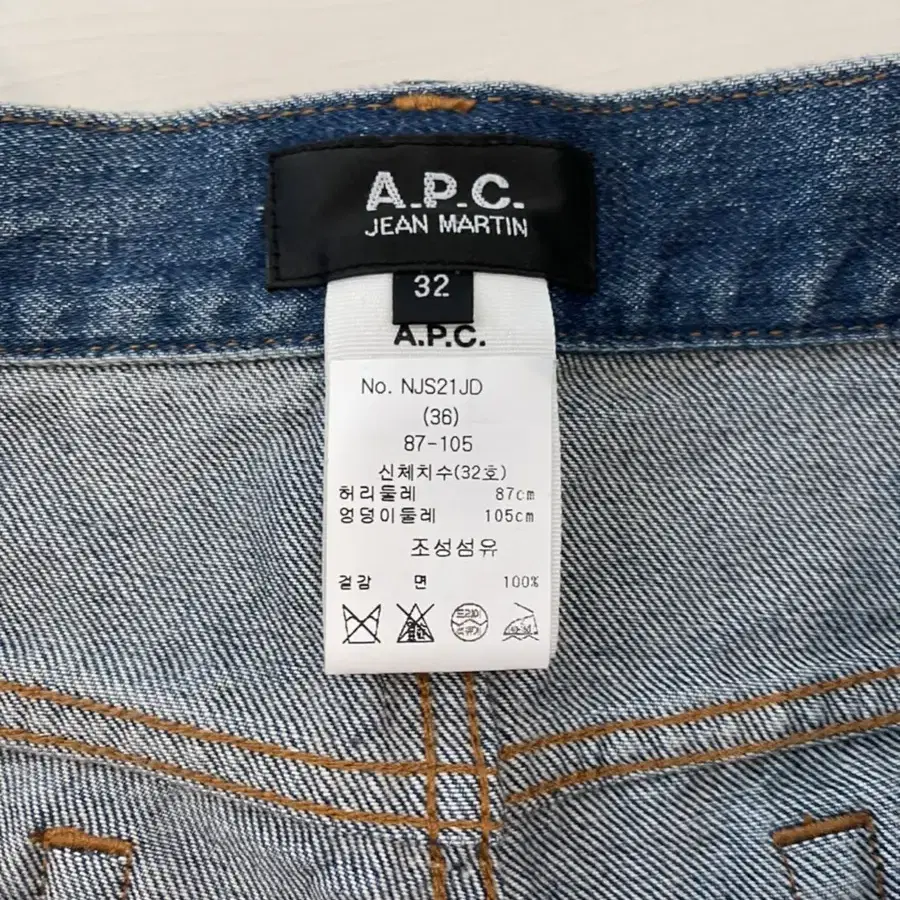 A.P.C.
JEAN MARTIN
32
A.P.C.
No. NJS21JD
(36)
87-105
신체치수(32호)
허리둘레 87cm
엉덩이둘레 105cm
조성섬유
겉감 면 100%